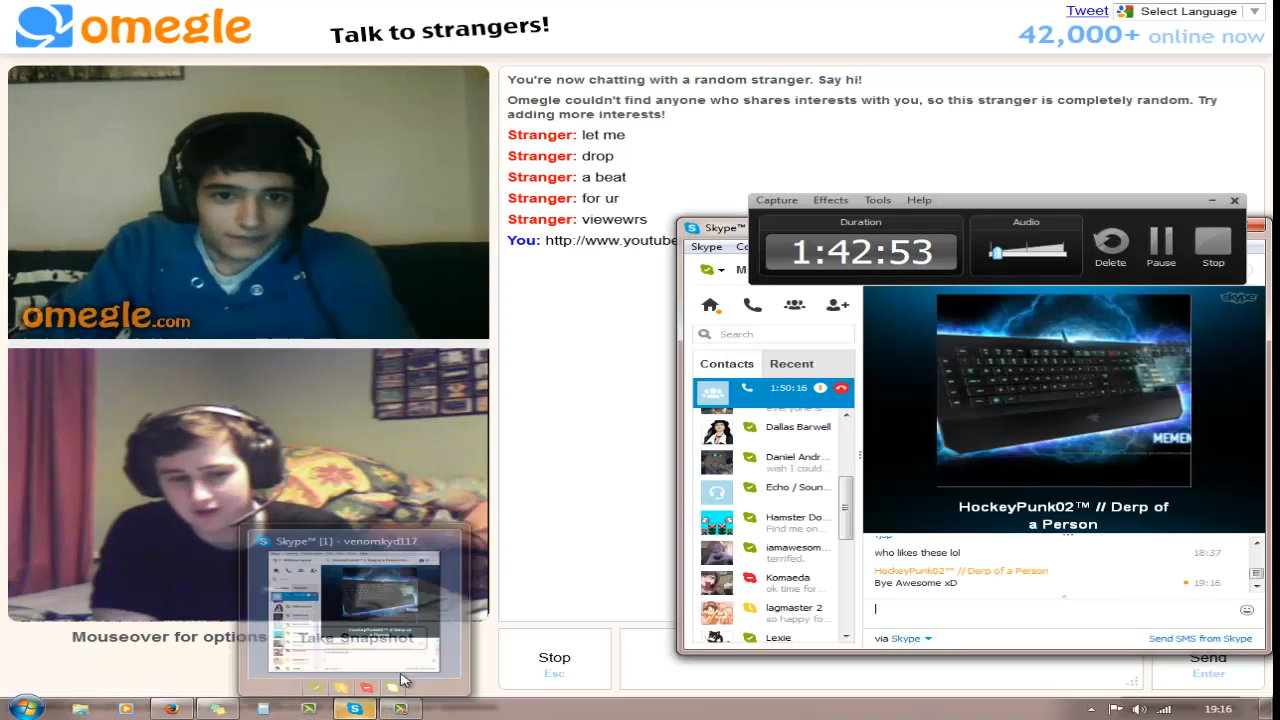 omegle
Talk to strangers!
Tweet
Select Language
42,000+ online now
You're now chatting with a random stranger. Say hi!
Omegle couldn't find anyone who shares interests with you, so this stranger is completely random. Try
adding more interests!
Stranger: let me
Stranger: drop
Stranger: a beat
Stranger: for ur
Stranger: viewewrs
You: http://www.youtube
omegle.com
Capture Effects Tools Help
Duration
1:42:53
Audio
Delete
Pause
Stop
Skype™
Skype
Search
Contacts
Recent
1:50:16
1
Dallas Barwell
Daniel Andr...
wish I could...
Echo / Soun...
Hamster Do...
Find me on...
iamawesom...
terrifed.
Komaeda
ok time for...
lagmaster 2
so happy fo...
Lexie
skype
HockeyPunk02™ // Derp of
a Person
who likes these lol
18:37
HockeyPunk02™ // Derp of a Person
Bye Awesome xD
19:16
via Skype
Send SMS from Skype
Skype™ [1] - venomkyd117
Mouseover for options
Take Snapshot
Stop
Esc
Send
Enter
19:16